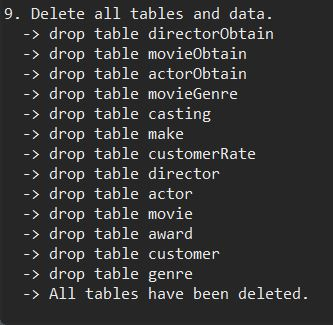 9. Delete all tables and data.
-> drop table directorObtain
-> drop table movieObtain
-> drop table actorObtain
-> drop table movieGenre
-> drop table casting
-> drop table make
-> drop table customerRate
-> drop table director
-> drop table actor
-> drop table movie
-> drop table award
-> drop table customer
-> drop table genre
-> All tables have been deleted.